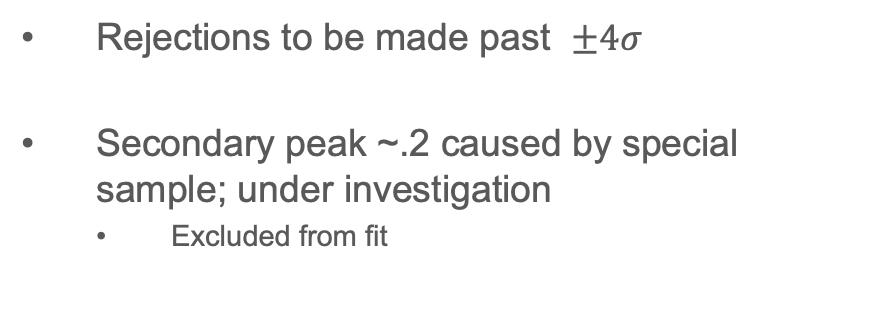 • Rejections to be made past ±4σ
• Secondary peak ~.2 caused by special
sample; under investigation
• Excluded from fit